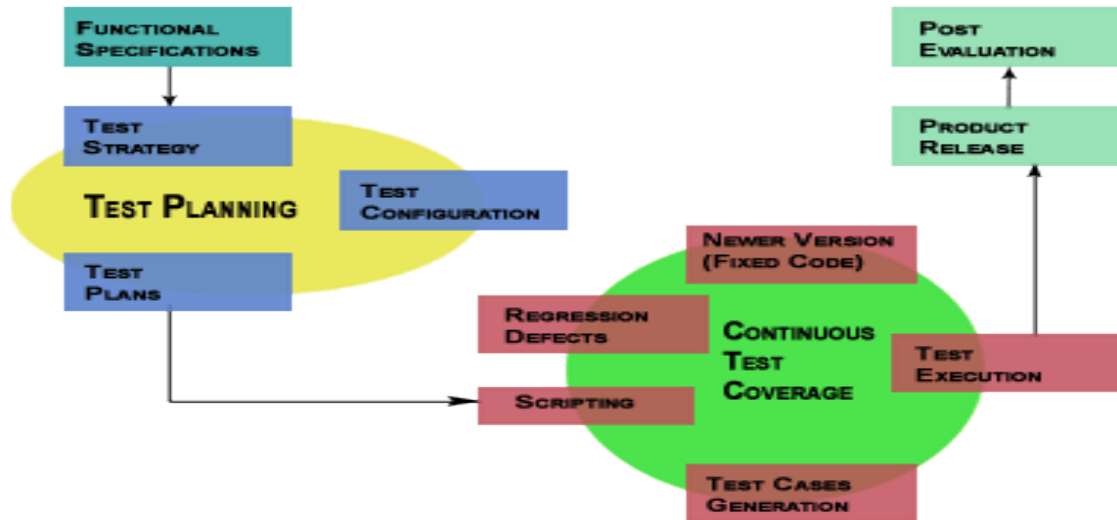 Functional
Specifications
Test
Strategy
Test Planning
Test
Configuration
Test
Plans
Post
Evaluation
Product
Release
Newer Version
(Fixed Code)
Regression
Defects
Continuous
Test
Coverage
Test
Execution
Scripting
Test Cases
Generation